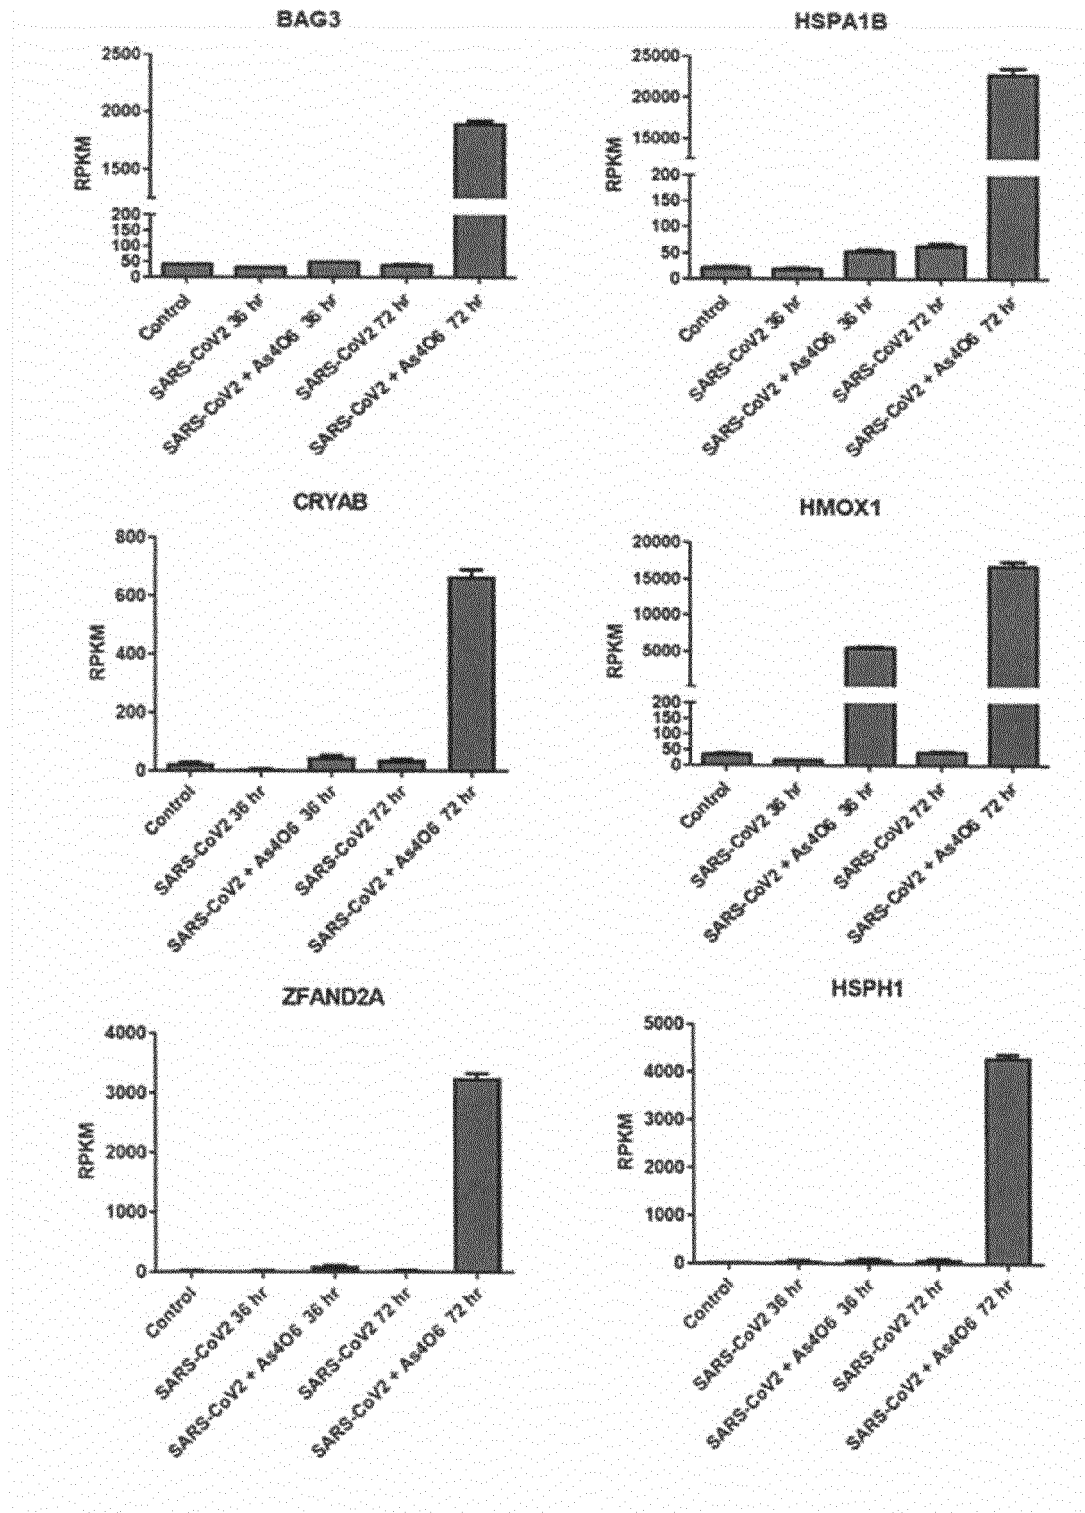 BAG3
2500
2000
1500
200
150
100
50
0
RPKM
Control
SARS-CoV2 36 hr
SARS-CoV2 + As4O6 36 hr
SARS-CoV2 72 hr
SARS-CoV2 + As4O6 72 hr
HSPA1B
25000
20000
15000
200
150
100
50
0
RPKM
Control
SARS-CoV2 36 hr
SARS-CoV2 + As4O6 36 hr
SARS-CoV2 72 hr
SARS-CoV2 + As4O6 72 hr
CRYAB
800
600
400
200
0
RPKM
Control
SARS-CoV2 36 hr
SARS-CoV2 + As4O6 36 hr
SARS-CoV2 72 hr
SARS-CoV2 + As4O6 72 hr
HMOX1
20000
15000
10000
5000
200
150
100
50
0
RPKM
Control
SARS-CoV2 36 hr
SARS-CoV2 + As4O6 36 hr
SARS-CoV2 72 hr
SARS-CoV2 + As4O6 72 hr
ZFAND2A
4000
3000
2000
1000
0
RPKM
Control
SARS-CoV2 36 hr
SARS-CoV2 + As4O6 36 hr
SARS-CoV2 72 hr
SARS-CoV2 + As4O6 72 hr
HSPH1
5000
4000
3000
2000
1000
0
RPKM
Control
SARS-CoV2 36 hr
SARS-CoV2 + As4O6 36 hr
SARS-CoV2 72 hr
SARS-CoV2 + As4O6 72 hr